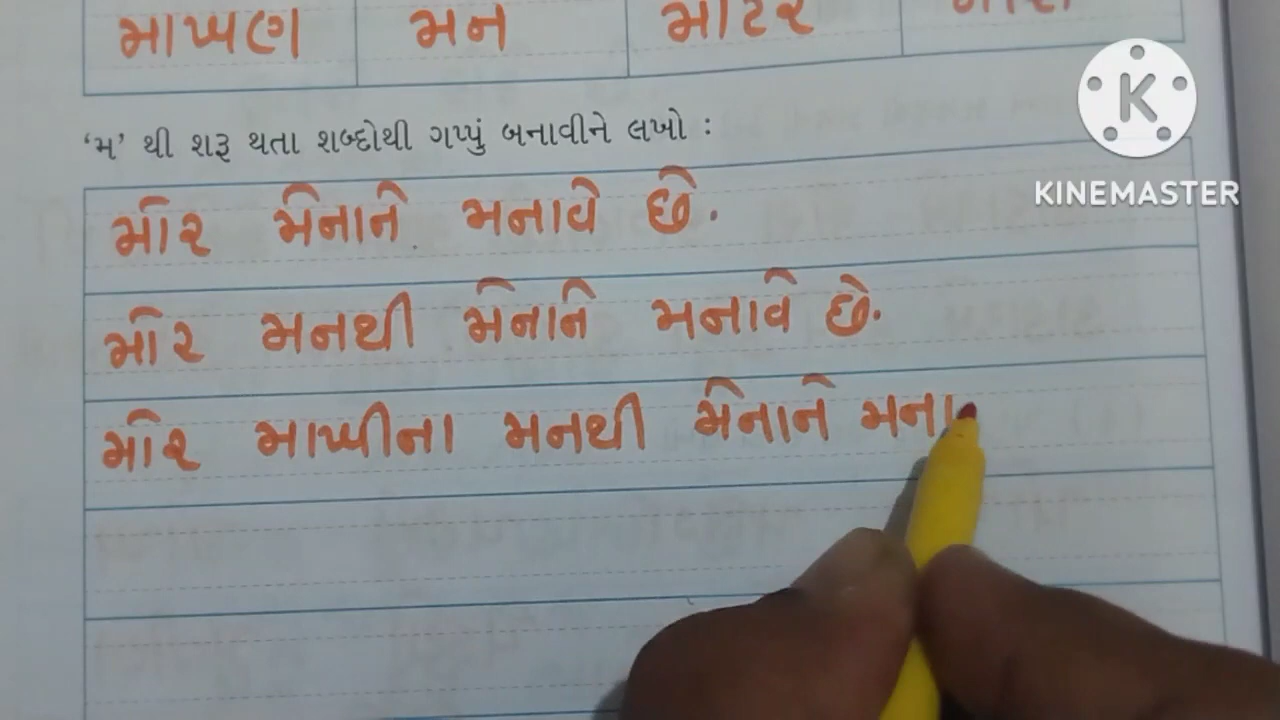 માખણ મન મોટર
‘મ’ થી શરૂ થતા શબ્દોથી ગપ્પું બનાવીને લખો :
K
KINEMASTER
મોર મેનાને મનાવે છે.
મોર મનથી મેનાને મનાવે છે.
મોર માખીના મનથી મેનાને મના